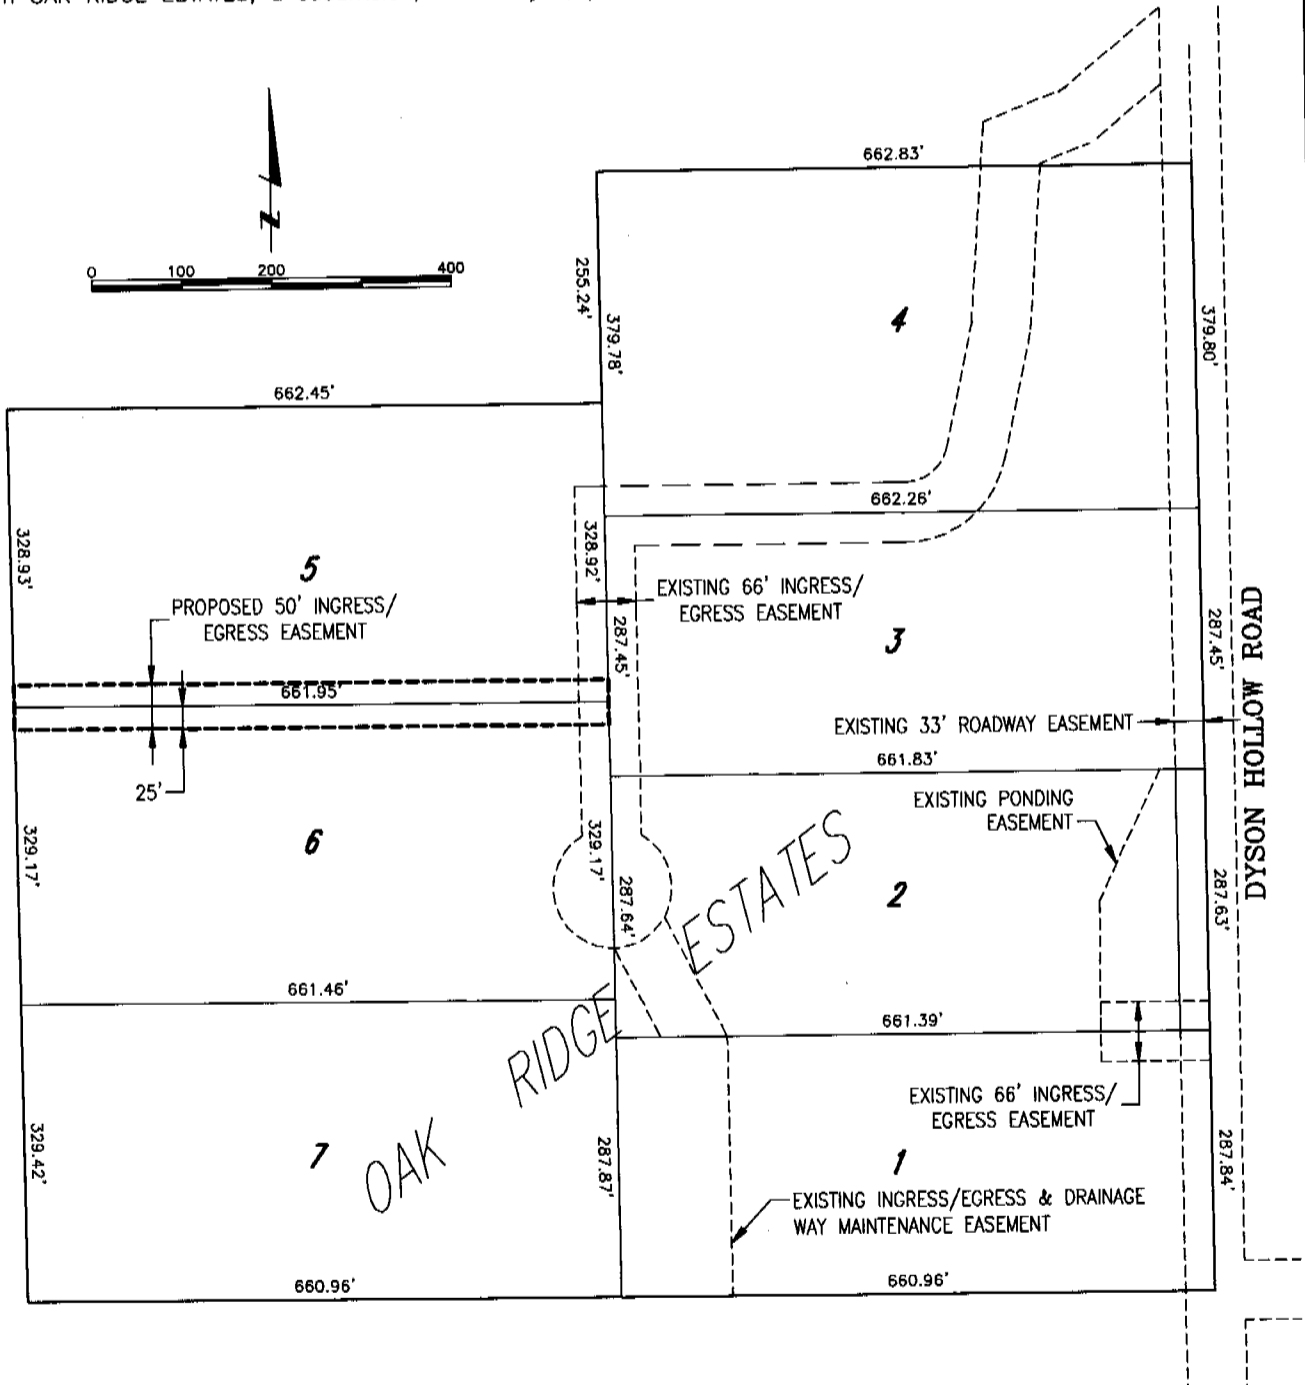 OAK RIDGE ESTATES,
662.83'
N
0 100 200 400
255.24'
379.78'
4
379.80'
662.45'
662.26'
328.93'
5
328.92'
PROPOSED 50' INGRESS/
EGRESS EASEMENT
EXISTING 66' INGRESS/
EGRESS EASEMENT
287.45'
3
287.45'
DYSON HOLLOW ROAD
661.95'
EXISTING 33' ROADWAY EASEMENT
661.83'
25'
EXISTING PONDING
EASEMENT
329.17'
6
329.17'
287.64'
2
287.63'
OAK RIDGE ESTATES
661.46'
661.39'
EXISTING 66' INGRESS/
EGRESS EASEMENT
329.42'
7
287.87'
1
287.84'
EXISTING INGRESS/EGRESS & DRAINAGE
WAY MAINTENANCE EASEMENT
660.96'
660.96'